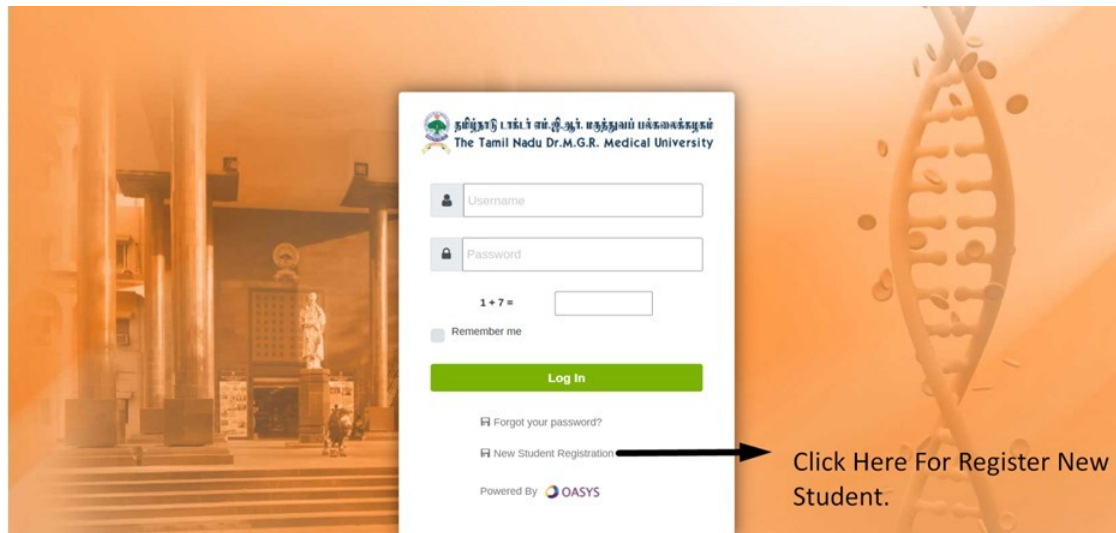 தமிழ்நாடு டாக்டர் எம்.ஜி.ஆர். மருத்துவப் பல்கலைக்கழகம்
The Tamil Nadu Dr.M.G.R. Medical University
Username
Password
1 + 7 =
Remember me
Log In
Forgot your password?
New Student Registration
Powered By OASYS
Click Here For Register New
Student.